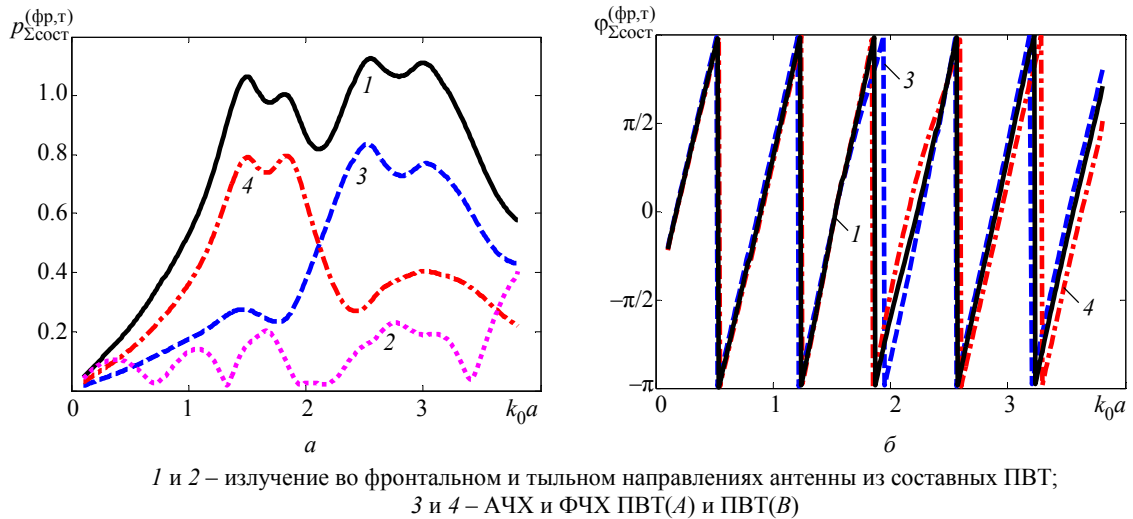 p_Σсост^(фр,т)
1.0
0.8
0.6
0.4
0.2
0 1 2 3 k₀a
1
4
3
2
а
φ_Σсост^(фр,т)
π/2
0
−π/2
−π
0 1 2 3 k₀a
3
1
4
б
1 и 2 – излучение во фронтальном и тыльном направлениях антенны из составных ПВТ;
3 и 4 – АЧХ и ФЧХ ПВТ(A) и ПВТ(B)